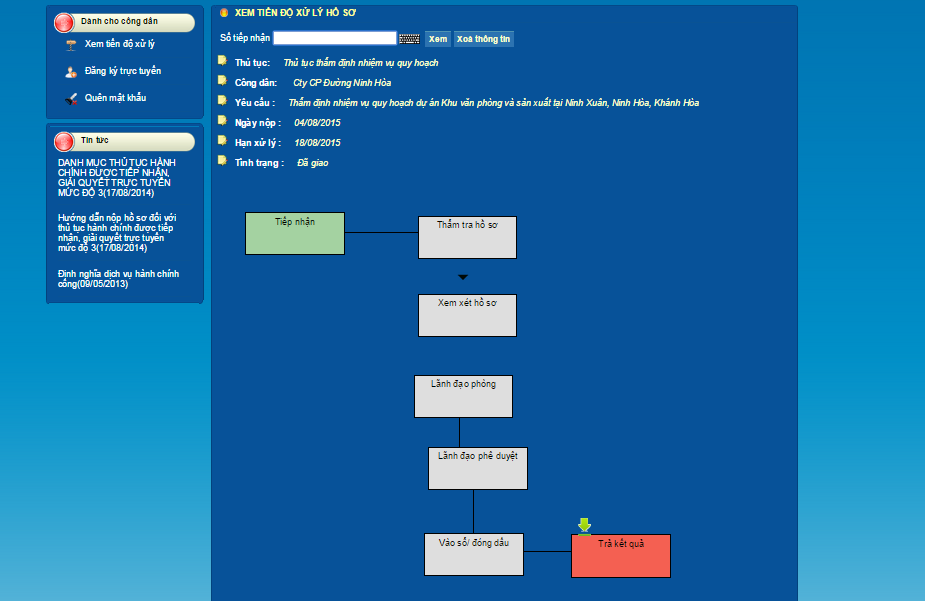 Dành cho công dân
Xem tiến độ xử lý
Đăng ký trực tuyến
Quên mật khẩu
Tin tức
DANH MỤC THỦ TỤC HÀNH
CHÍNH ĐƯỢC TIẾP NHẬN,
GIẢI QUYẾT TRỰC TUYẾN
MỨC ĐỘ 3(17/08/2014)
Hướng dẫn nộp hồ sơ đối với
thủ tục hành chính được tiếp
nhận, giải quyết trực tuyến
mức độ 3(17/08/2014)
Định nghĩa dịch vụ hành chính
công(09/05/2013)
XEM TIẾN ĐỘ XỬ LÝ HỒ SƠ
Số tiếp nhận Xem Xoá thông tin
Thủ tục: Thủ tục thẩm định nhiệm vụ quy hoạch
Công dân: Cty CP Đường Ninh Hòa
Yêu cầu : Thẩm định nhiệm vụ quy hoạch dự án Khu văn phòng và sản xuất tại Ninh Xuân, Ninh Hòa, Khánh Hòa
Ngày nộp : 04/08/2015
Hạn xử lý : 18/08/2015
Tình trạng : Đã giao
Tiếp nhận
Thẩm tra hồ sơ
Xem xét hồ sơ
Lãnh đạo phòng
Lãnh đạo phê duyệt
Vào sổ/ đóng dấu
Trả kết quả